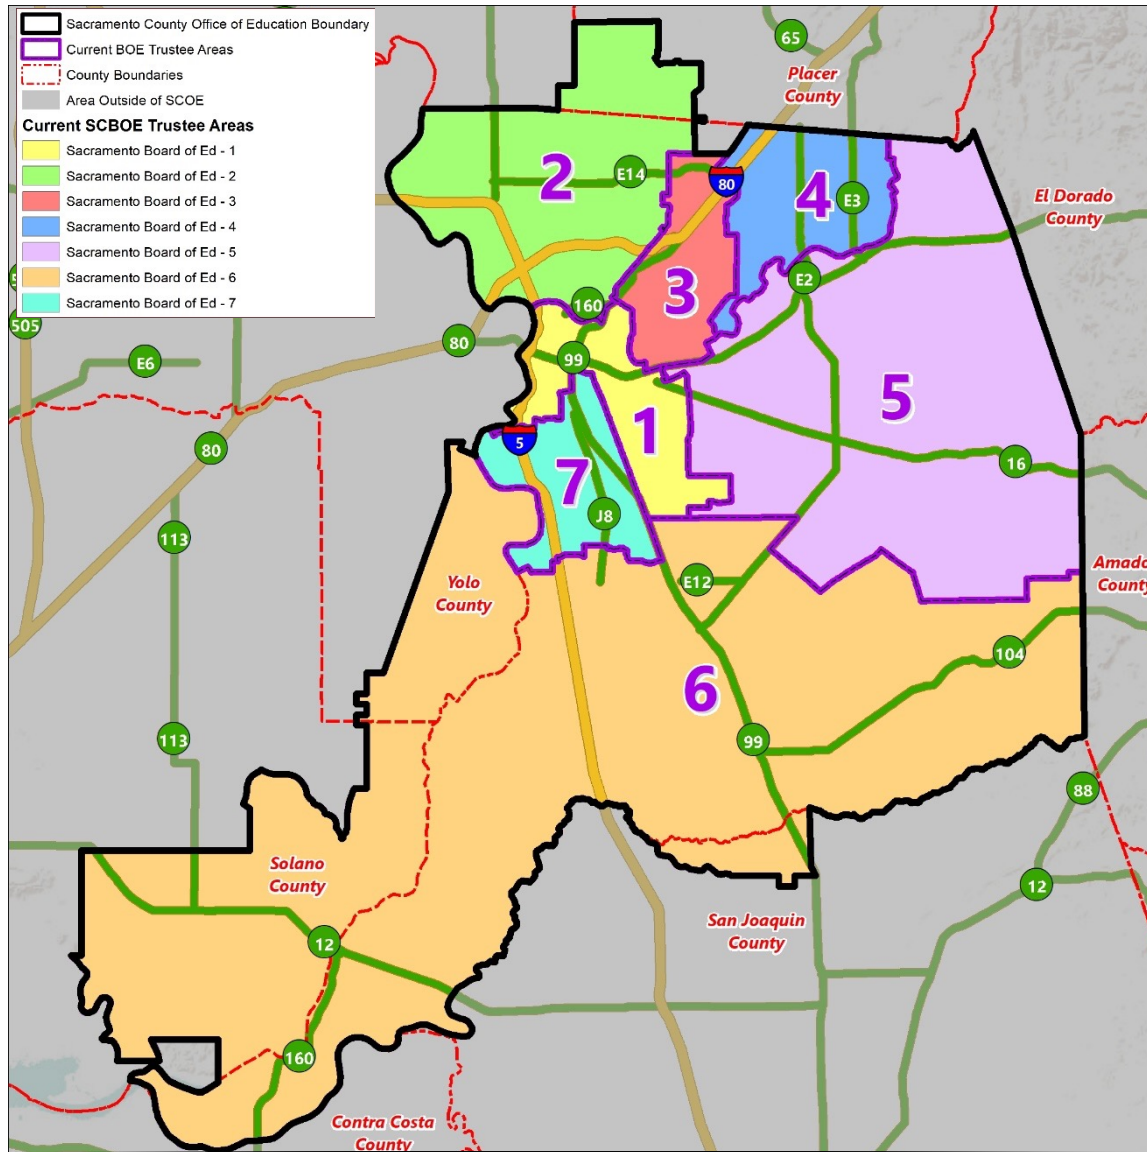 Sacramento County Office of Education Boundary
Current BOE Trustee Areas
County Boundaries
Area Outside of SCOE
Current SCBOE Trustee Areas
Sacramento Board of Ed - 1
Sacramento Board of Ed - 2
Sacramento Board of Ed - 3
Sacramento Board of Ed - 4
Sacramento Board of Ed - 5
Sacramento Board of Ed - 6
Sacramento Board of Ed - 7
65
Placer
County
2
E14
80
4
E3
El Dorado
County
E2
3
160
505
E6
80
99
5
1
80
5
7
16
J8
113
Yolo
County
E12
Amado
County
104
6
99
113
88
Solano
County
12
12
San Joaquin
County
160
Contra Costa
County